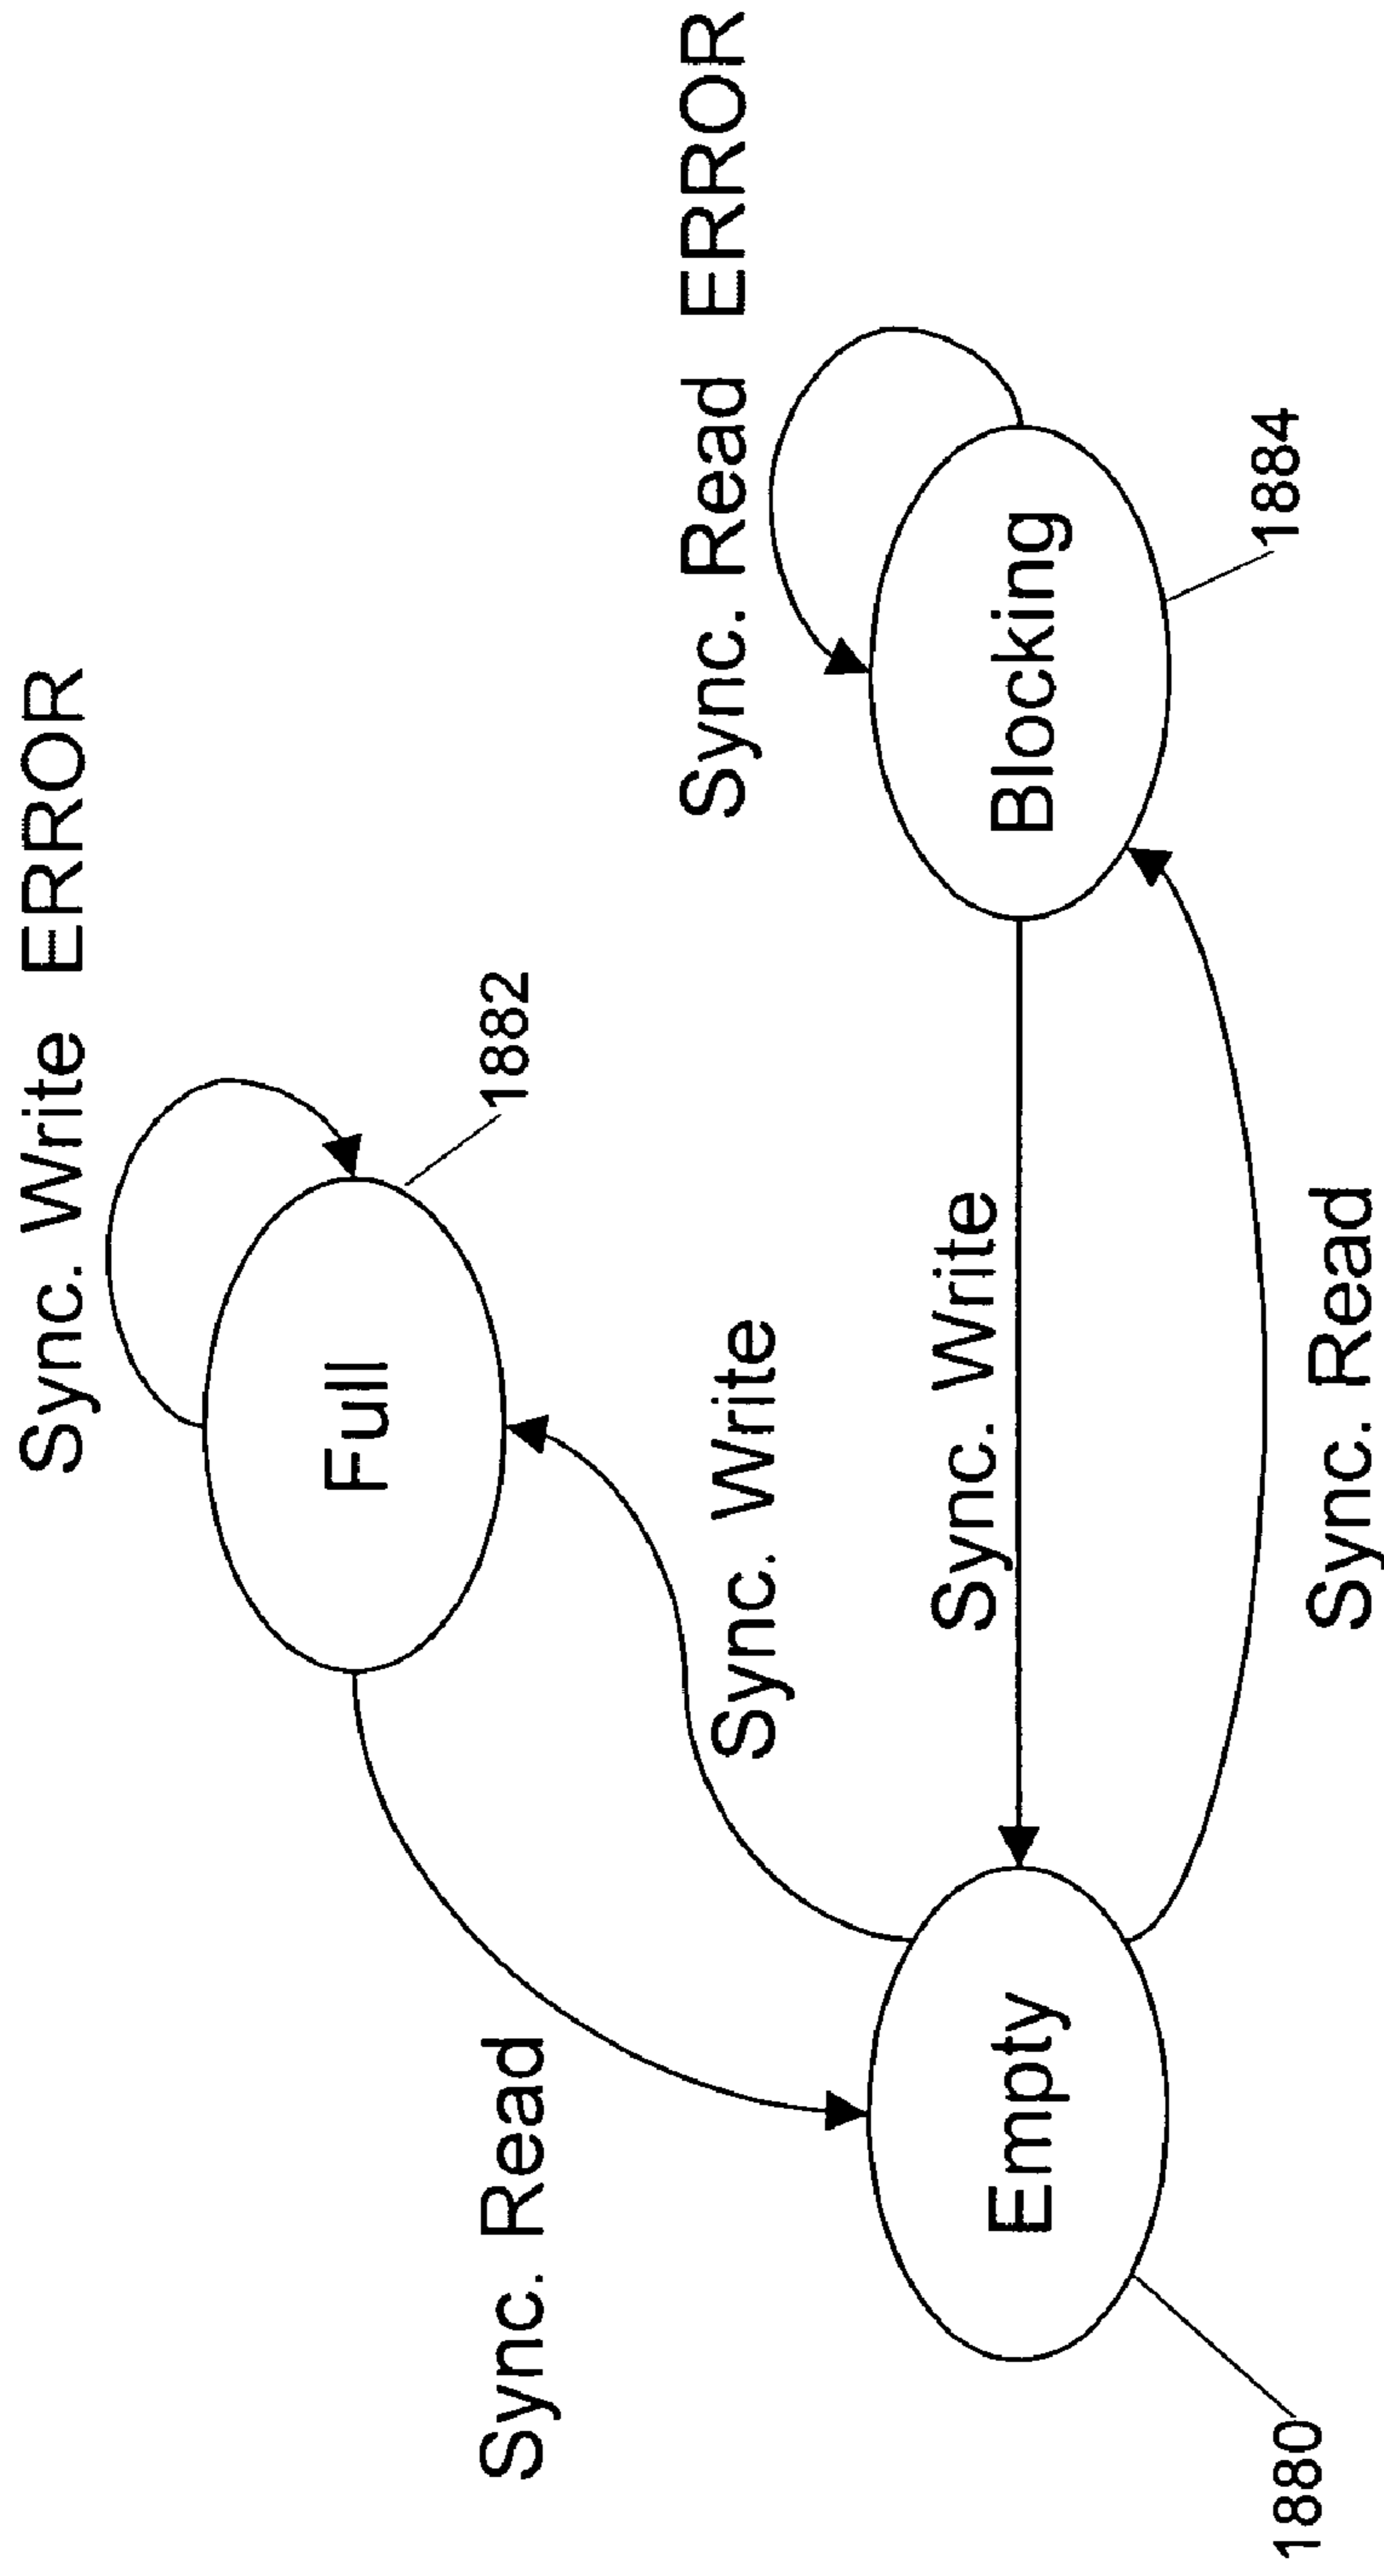 Sync. Write ERROR
Full
1882
Sync. Read
Sync. Write
Sync. Read ERROR
Sync. Write
Empty
Blocking
1880
1884
Sync. Read